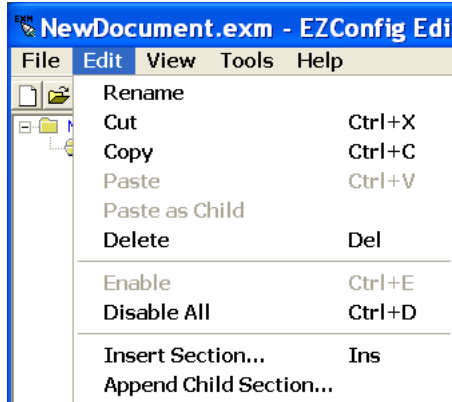 EXM NewDocument.exm - EZConfig Edi
File Edit View Tools Help
Rename
Cut Ctrl+X
Copy Ctrl+C
Paste Ctrl+V
Paste as Child
Delete Del
Enable Ctrl+E
Disable All Ctrl+D
Insert Section... Ins
Append Child Section...